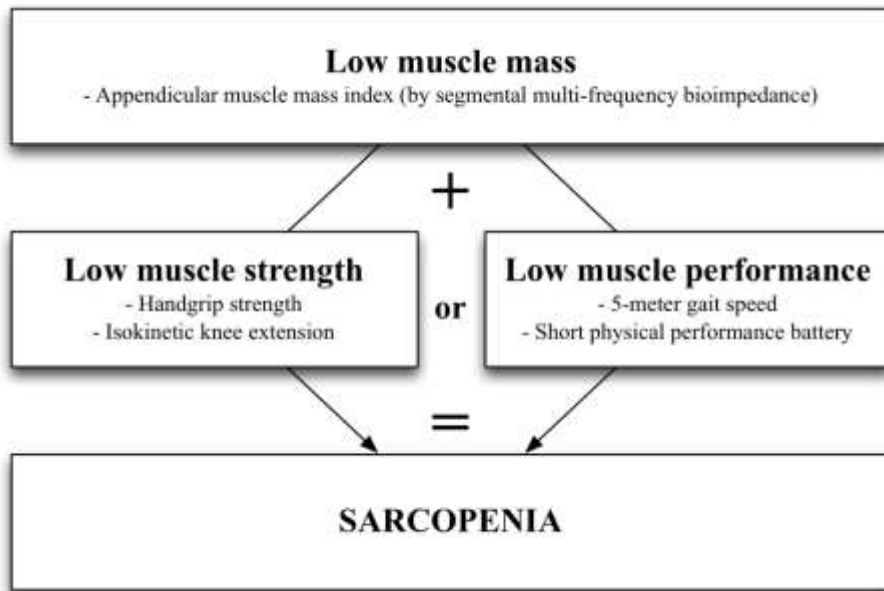 Low muscle mass
- Appendicular muscle mass index (by segmental multi-frequency bioimpedance)
+
Low muscle strength
- Handgrip strength
- Isokinetic knee extension
or
Low muscle performance
- 5-meter gait speed
- Short physical performance battery
=
SARCOPENIA